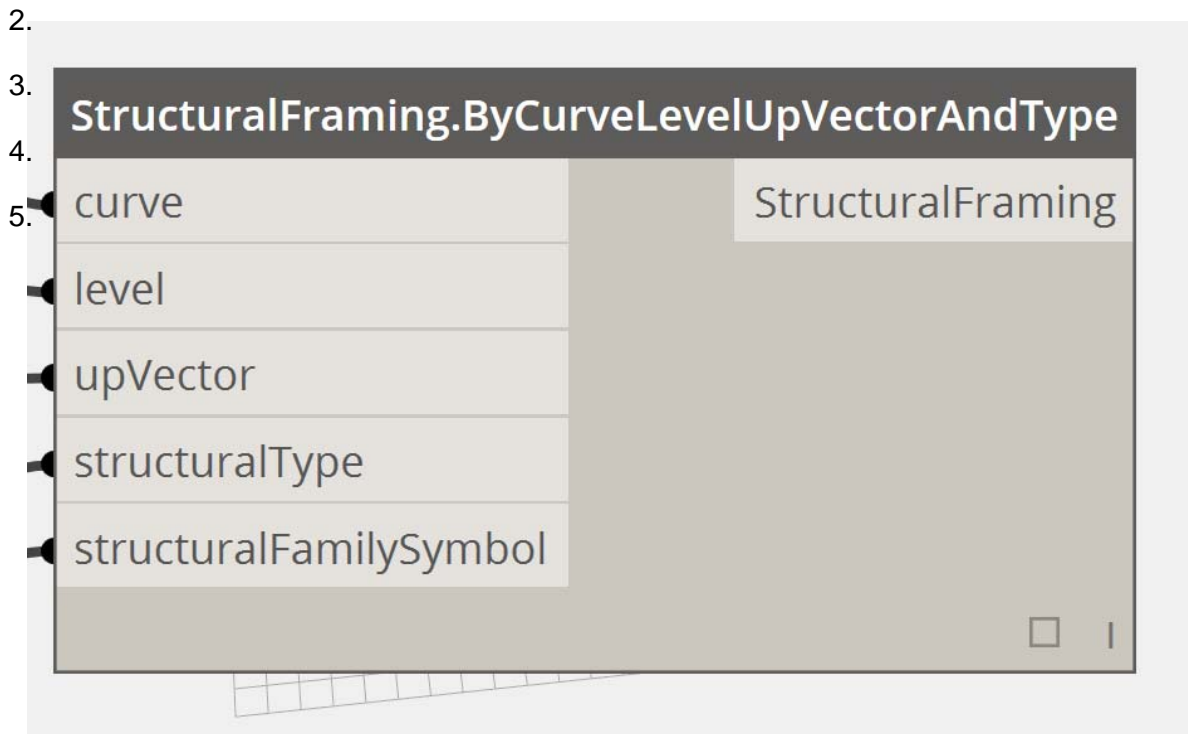 2.
3.
StructuralFraming.ByCurveLevelUpVectorAndType
4.
5.
curve
StructuralFraming
level
upVector
structuralType
structuralFamilySymbol
I